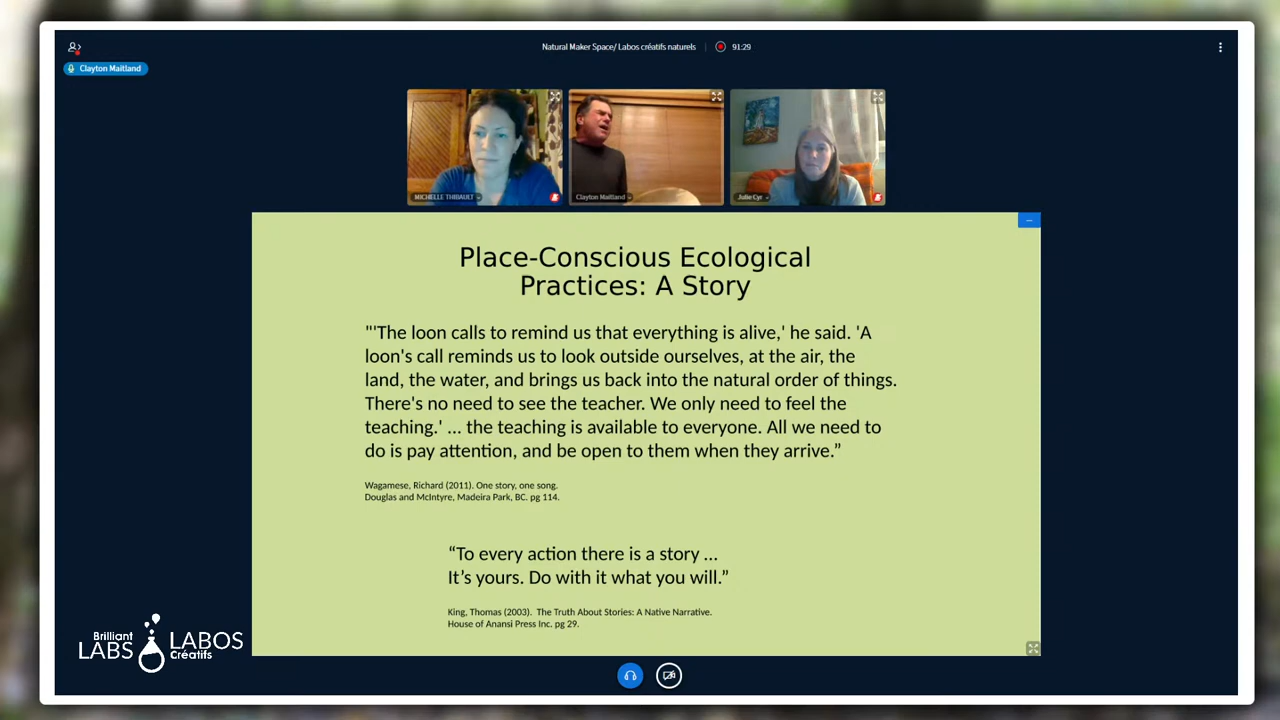 Natural Maker Space/ Labos créatifs naturels
91:29
Clayton Maitland
MICHELLE THIBAULT
Clayton Maitland
Julie Cyr
Place-Conscious Ecological
Practices: A Story
"'The loon calls to remind us that everything is alive,' he said. 'A
loon's call reminds us to look outside ourselves, at the air, the
land, the water, and brings us back into the natural order of things.
There's no need to see the teacher. We only need to feel the
teaching.' ... the teaching is available to everyone. All we need to
do is pay attention, and be open to them when they arrive.”
Wagamese, Richard (2011). One story, one song.
Douglas and McIntyre, Madeira Park, BC. pg 114.
“To every action there is a story ...
It’s yours. Do with it what you will.”
King, Thomas (2003).  The Truth About Stories: A Native Narrative.
House of Anansi Press Inc. pg 29.
Brilliant
LABS
LABOS
Créatifs